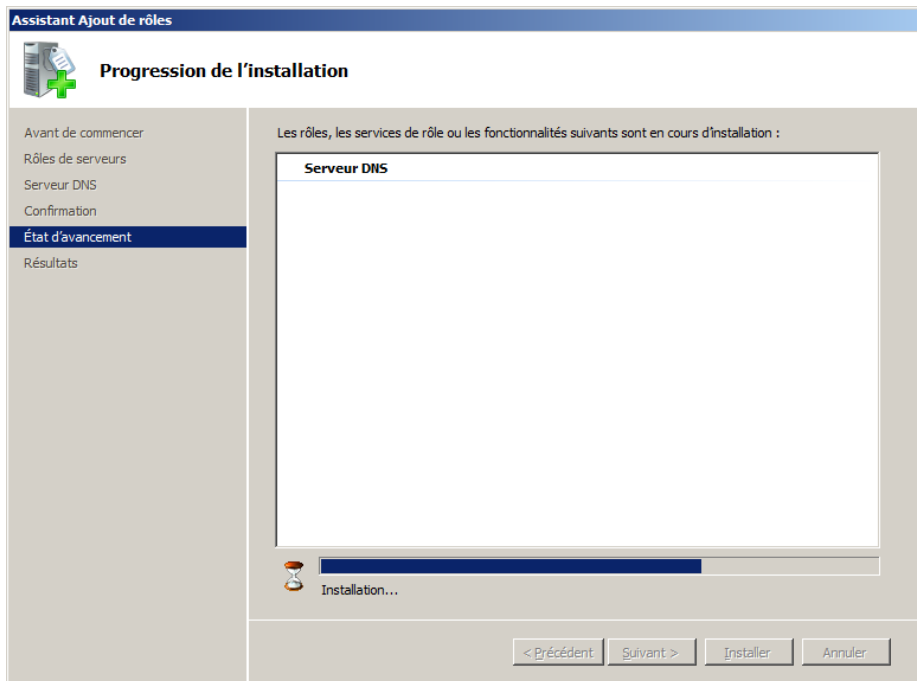 Assistant Ajout de rôles
Progression de l'installation
Avant de commencer
Rôles de serveurs
Serveur DNS
Confirmation
État d'avancement
Résultats
Les rôles, les services de rôle ou les fonctionnalités suivants sont en cours d'installation :
Serveur DNS
Installation...
< Précédent
Suivant >
Installer
Annuler